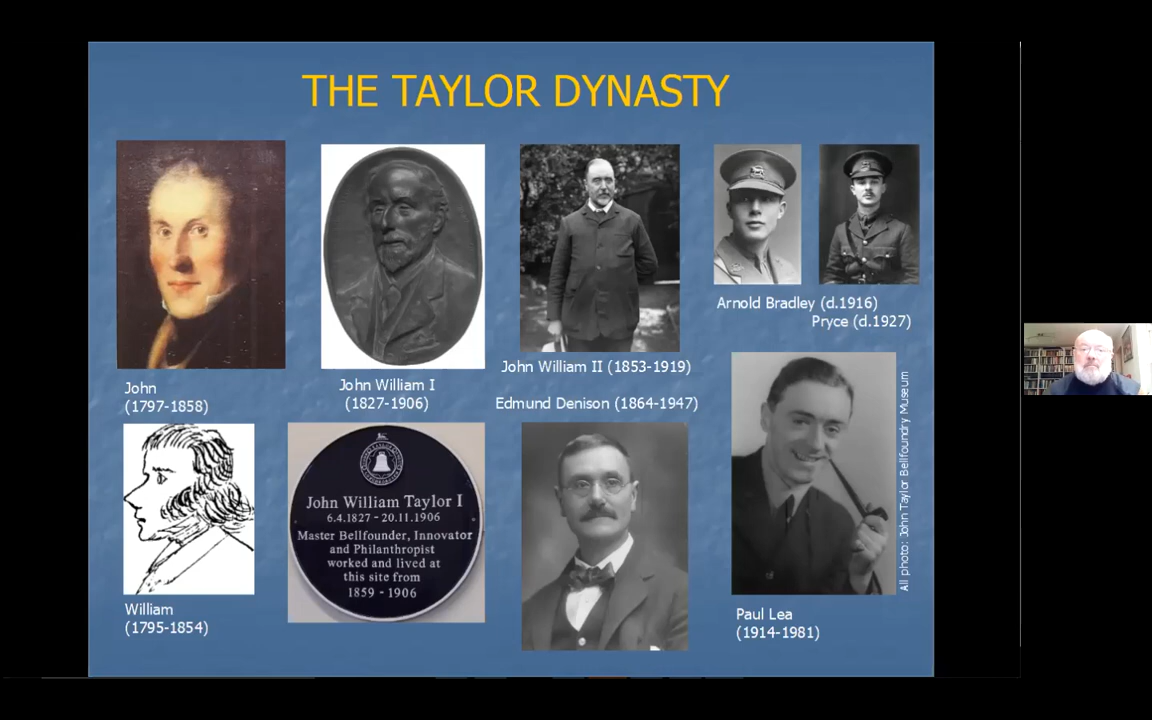 THE TAYLOR DYNASTY
Arnold Bradley (d.1916)
Pryce (d.1927)
John William II (1853-1919)
John
(1797-1858)
John William I
(1827-1906)
Edmund Denison (1864-1947)
All photo: John Taylor Bellfoundry Museum
John William Taylor I
6.4.1827 - 20.11.1906
Master Bellfounder, Innovator
and Philanthropist
worked and lived at
this site from
1859 - 1906
William
(1795-1854)
Paul Lea
(1914-1981)